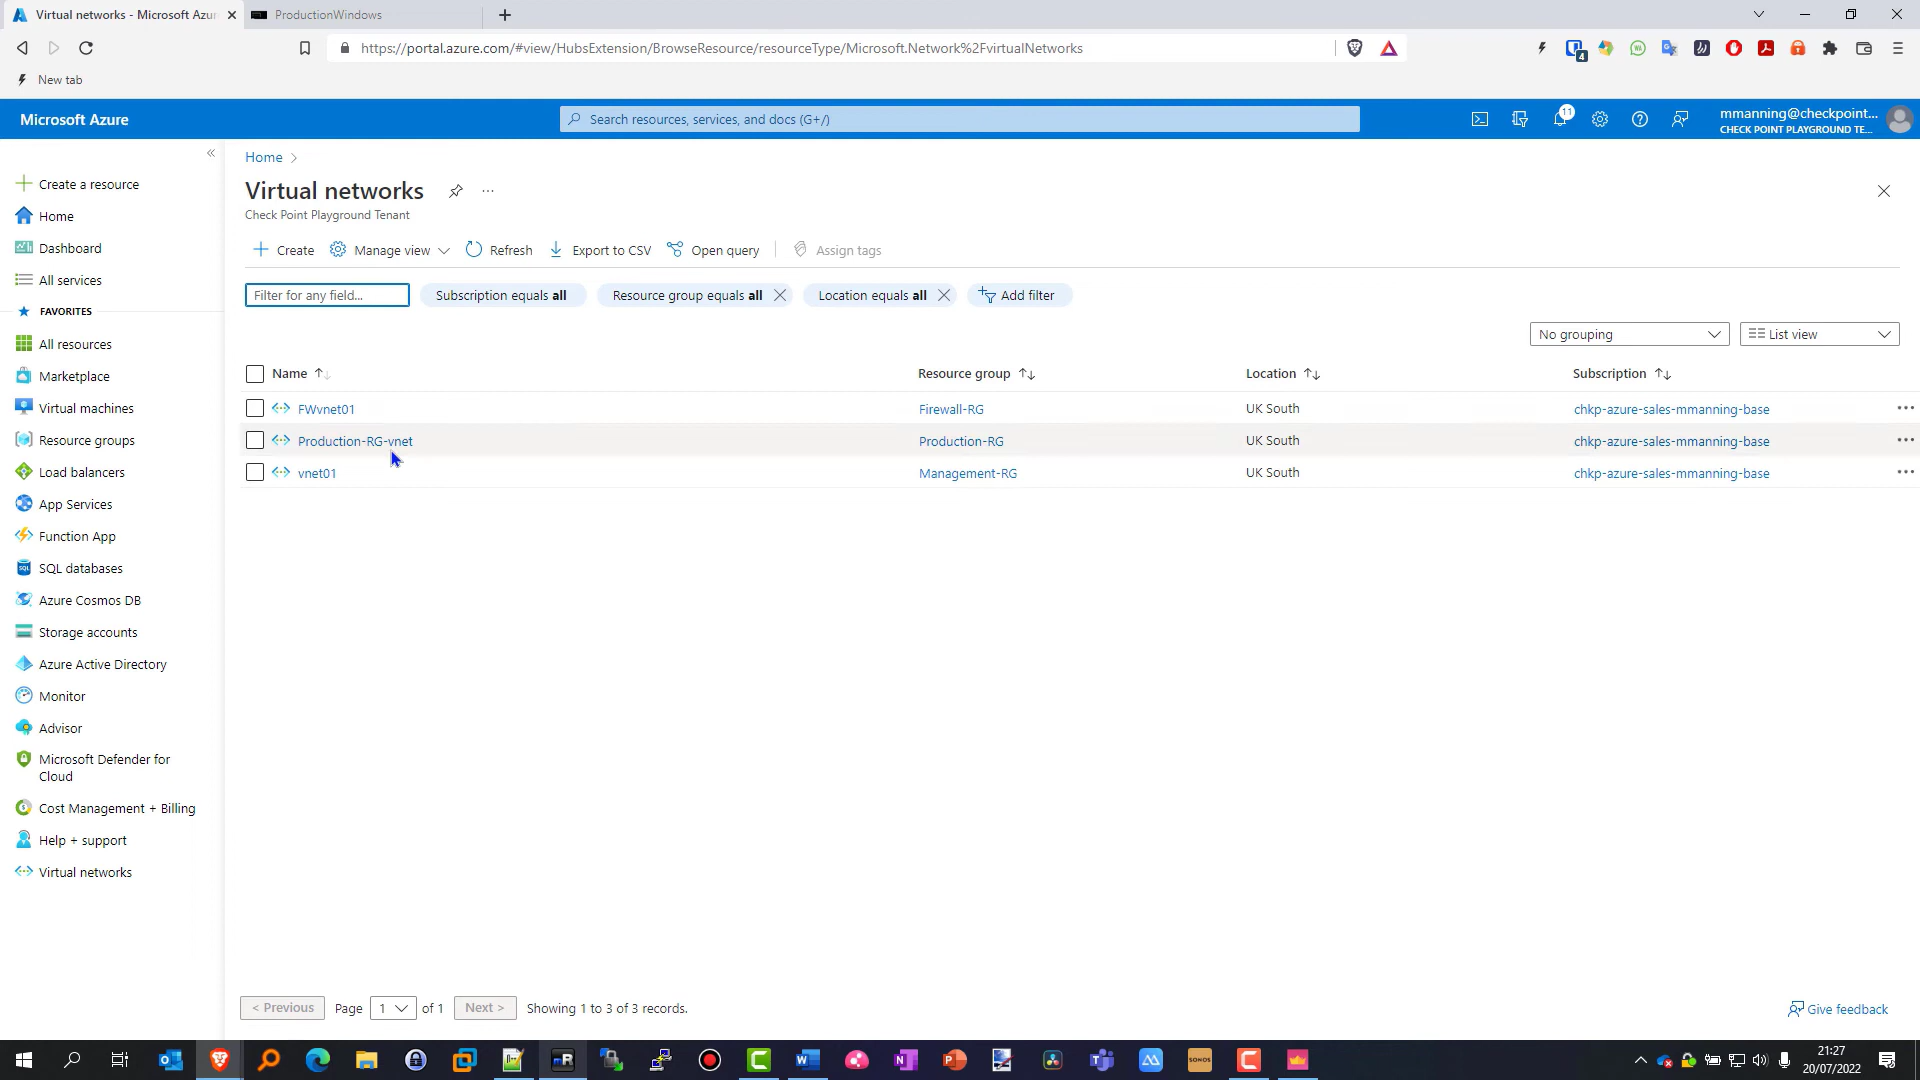 Virtual networks - Microsoft Azur
ProductionWindows
https://portal.azure.com/#view/HubsExtension/BrowseResource/resourceType/Microsoft.Network%2FvirtualNetworks
4
New tab
Microsoft Azure
Search resources, services, and docs (G+/)
11
mmanning@checkpoint...
CHECK POINT PLAYGROUND TE...
Create a resource
Home
Dashboard
All services
FAVORITES
All resources
Marketplace
Virtual machines
Resource groups
Load balancers
App Services
Function App
SQL databases
Azure Cosmos DB
Storage accounts
Azure Active Directory
Monitor
Advisor
Microsoft Defender for
Cloud
Cost Management + Billing
Help + support
Virtual networks
Home >
Virtual networks
Check Point Playground Tenant
Create Manage view Refresh Export to CSV Open query Assign tags
Filter for any field... Subscription equals all Resource group equals all Location equals all Add filter
No grouping List view
Name Resource group Location Subscription
FWvnet01 Firewall-RG UK South chkp-azure-sales-mmanning-base
Production-RG-vnet Production-RG UK South chkp-azure-sales-mmanning-base
vnet01 Management-RG UK South chkp-azure-sales-mmanning-base
< Previous Page 1 of 1 Next > Showing 1 to 3 of 3 records.
Give feedback
SONOS
21:27
20/07/2022